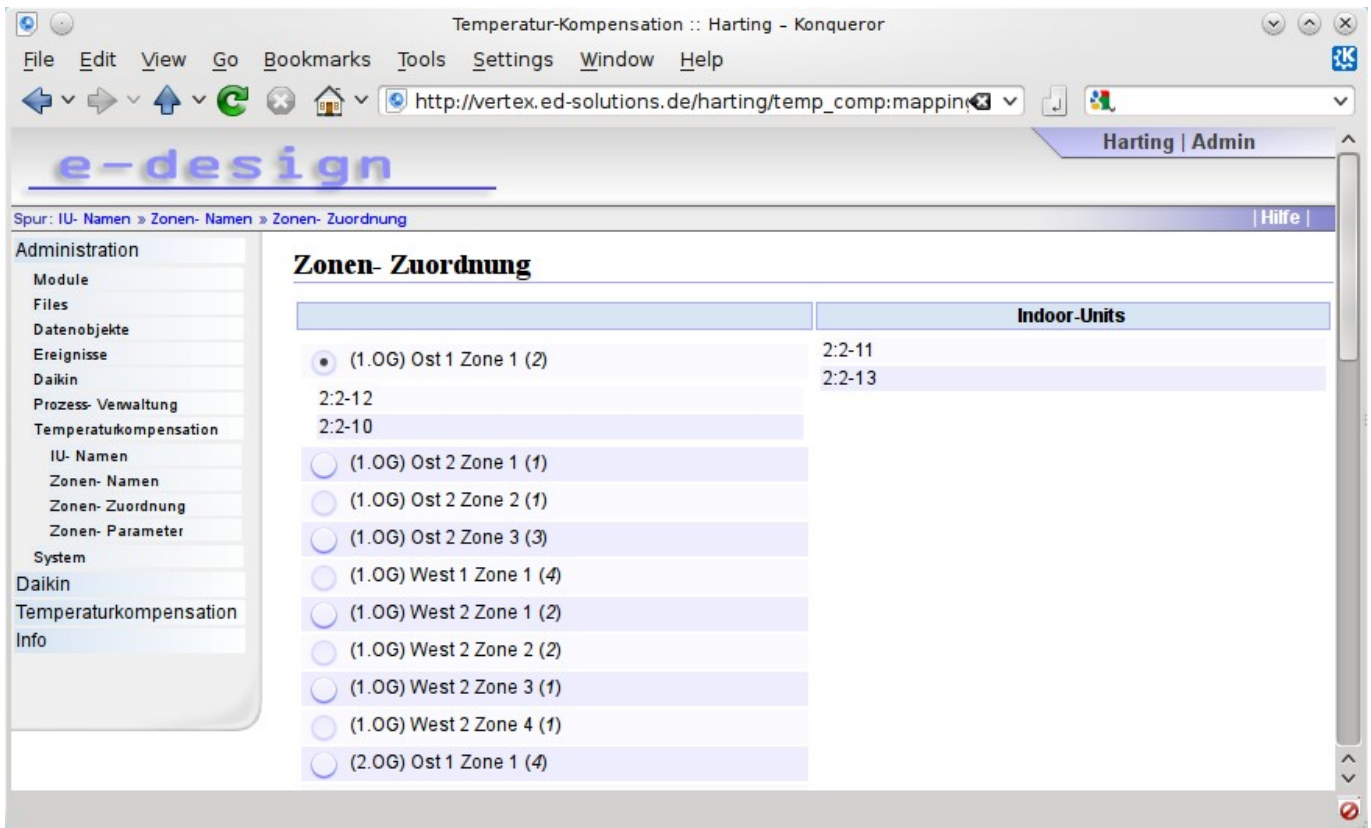 Temperatur-Kompensation :: Harting - Konqueror
File Edit View Go Bookmarks Tools Settings Window Help
http://vertex.ed-solutions.de/harting/temp_comp:mapping
e-design
Harting | Admin
Spur: IU- Namen » Zonen- Namen » Zonen- Zuordnung
| Hilfe |
Administration
Module
Files
Datenobjekte
Ereignisse
Daikin
Prozess- Verwaltung
Temperaturkompensation
IU- Namen
Zonen- Namen
Zonen- Zuordnung
Zonen- Parameter
System
Daikin
Temperaturkompensation
Info
Zonen- Zuordnung
(1.OG) Ost 1 Zone 1 (2)
2:2-12
2:2-10
(1.OG) Ost 2 Zone 1 (1)
(1.OG) Ost 2 Zone 2 (1)
(1.OG) Ost 2 Zone 3 (3)
(1.OG) West 1 Zone 1 (4)
(1.OG) West 2 Zone 1 (2)
(1.OG) West 2 Zone 2 (2)
(1.OG) West 2 Zone 3 (1)
(1.OG) West 2 Zone 4 (1)
(2.OG) Ost 1 Zone 1 (4)
Indoor-Units
2:2-11
2:2-13